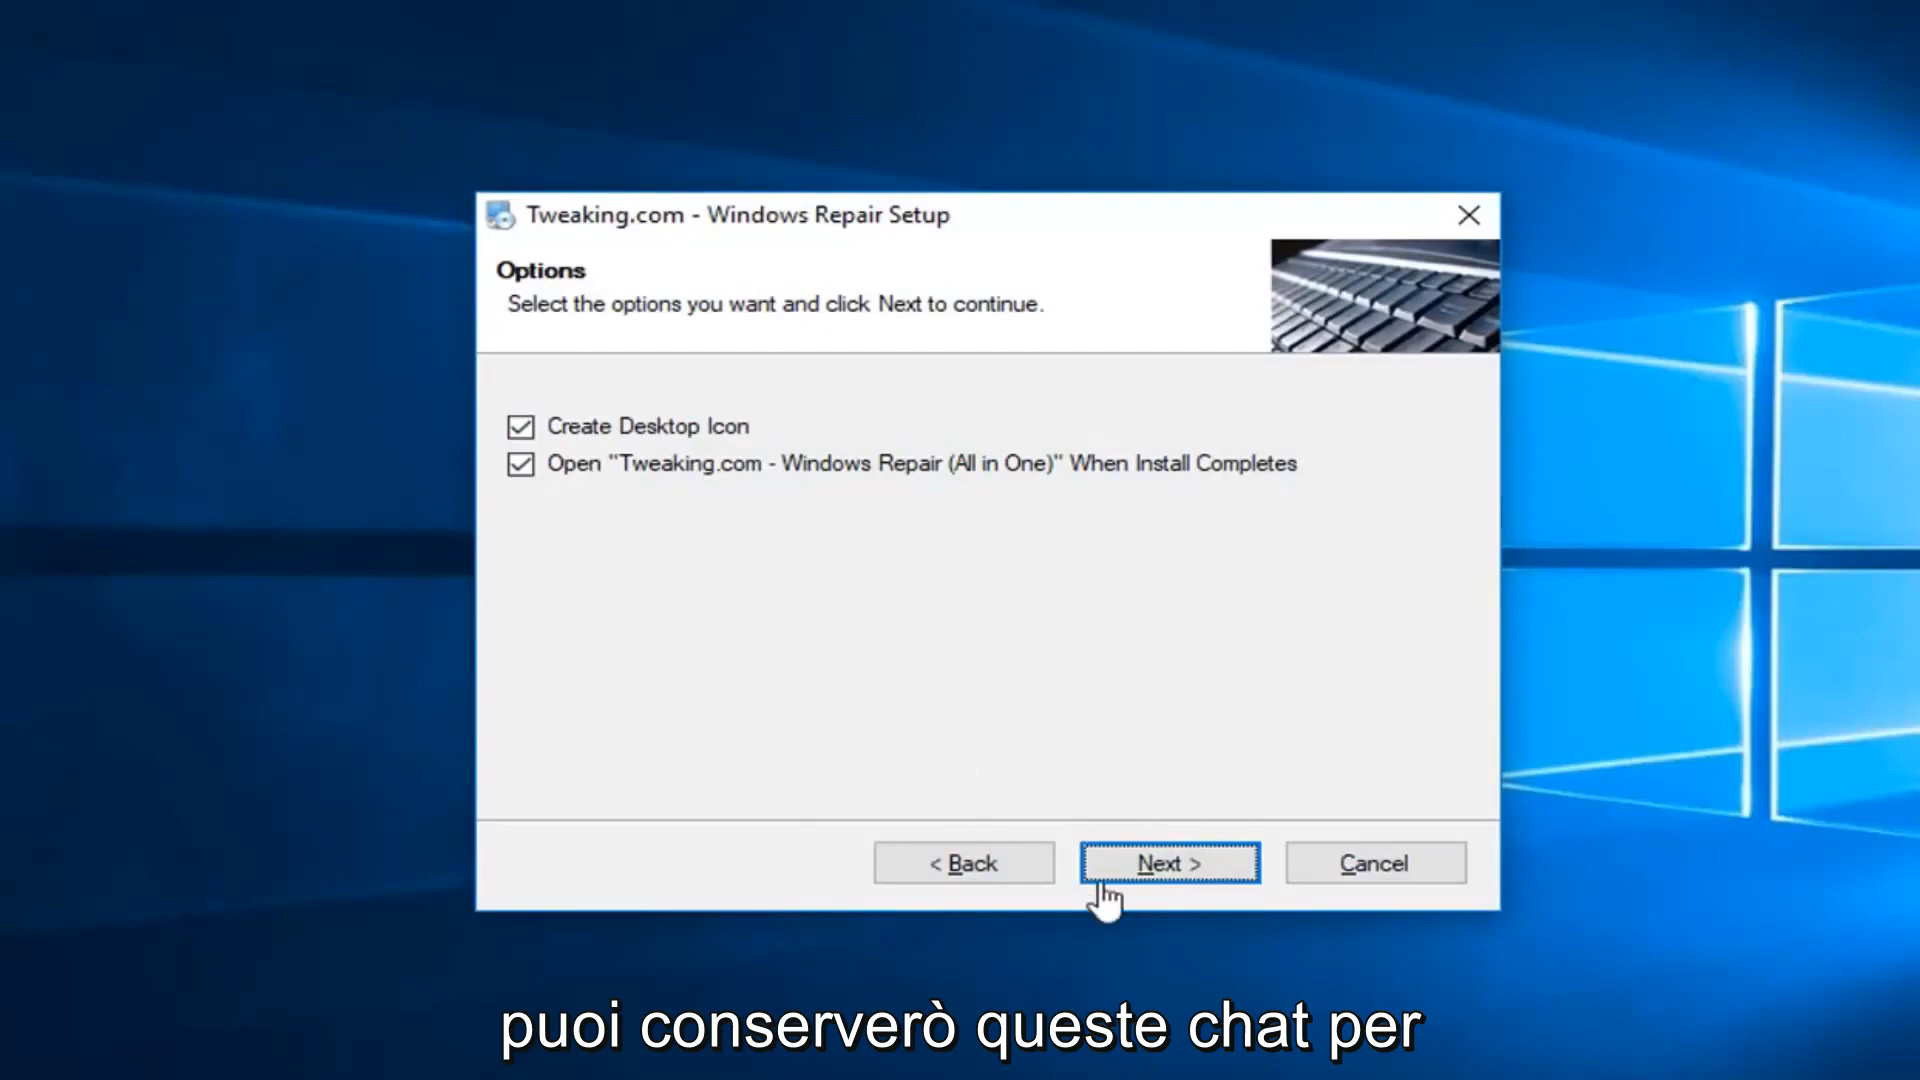 Tweaking.com - Windows Repair Setup
Options
Select the options you want and click Next to continue.
Create Desktop Icon
Open "Tweaking.com - Windows Repair (All in One)" When Install Completes
< Back
Next >
Cancel
puoi conserverò queste chat per